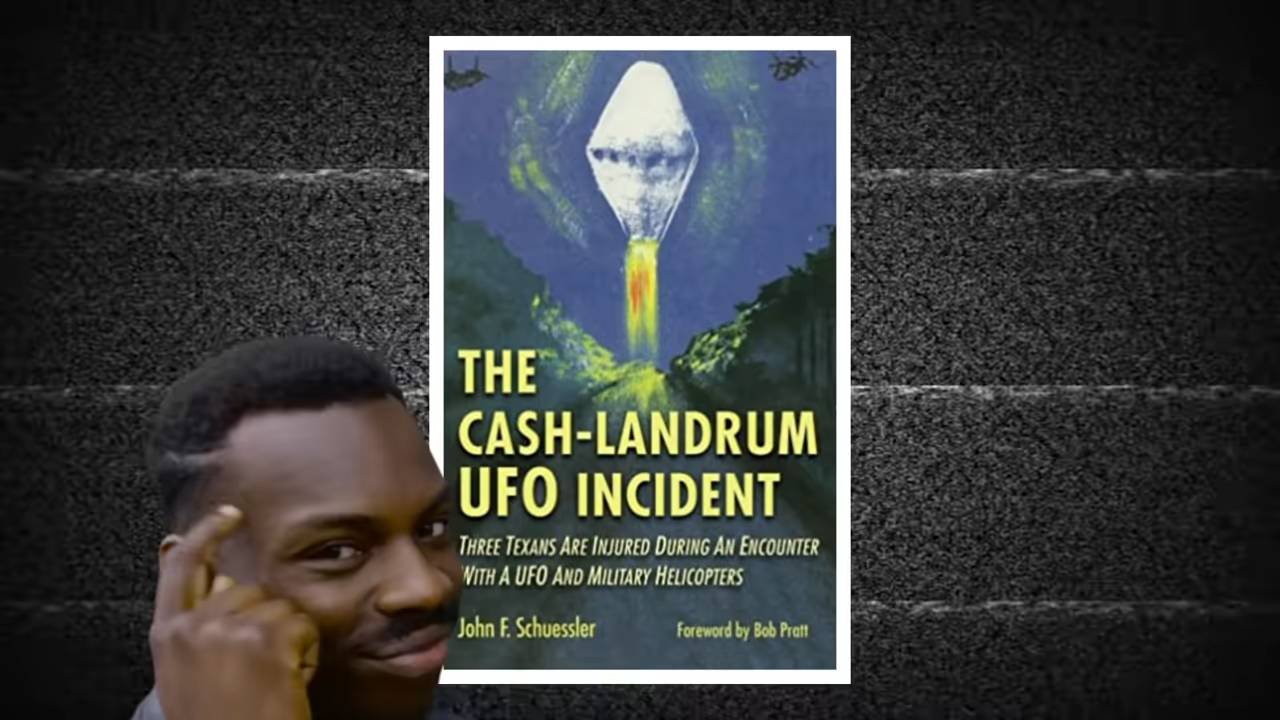 THE
CASH-LANDRUM
UFO INCIDENT
THREE TEXANS ARE INJURED DURING AN ENCOUNTER
WITH A UFO AND MILITARY HELICOPTERS
John F. Schuessler Foreword by Bob Pratt